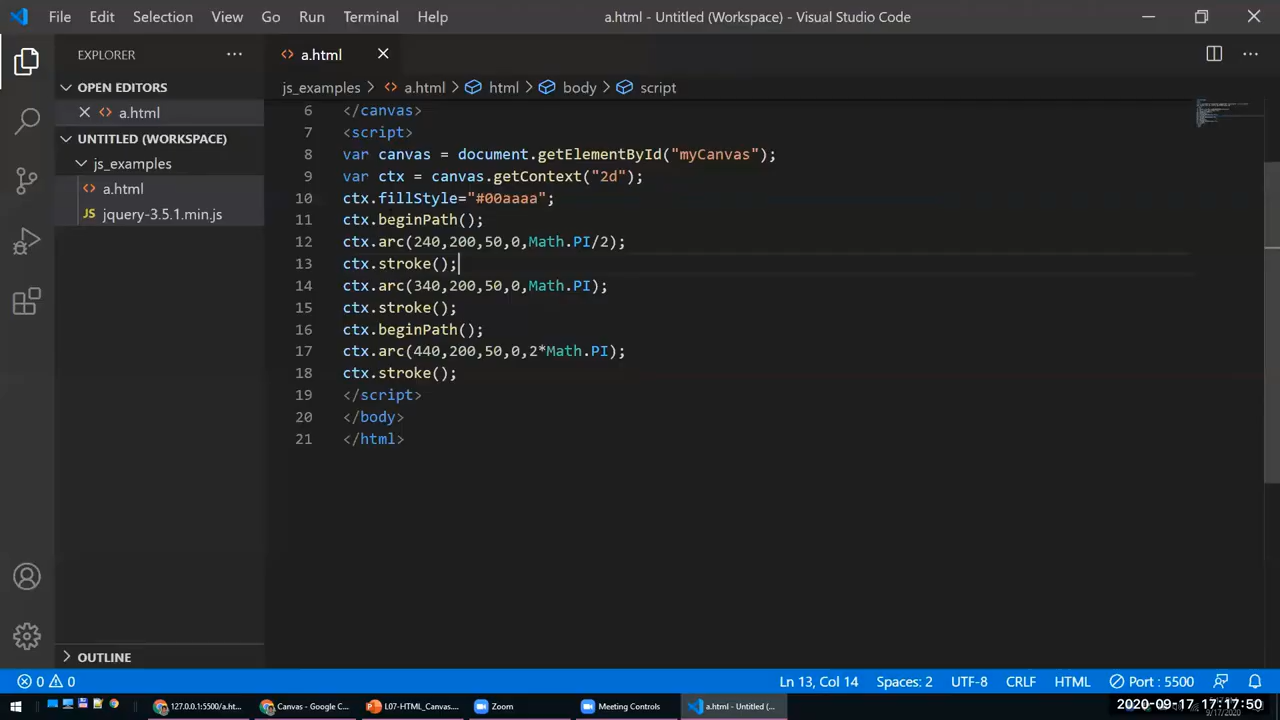 File Edit Selection View Go Run Terminal Help a.html - Untitled (Workspace) - Visual Studio Code
EXPLORER ···
a.html
OPEN EDITORS
js_examples > a.html > html > body > script
a.html
UNTITLED (WORKSPACE)
js_examples
a.html
JS jquery-3.5.1.min.js
6 </canvas>
7 <script>
8 var canvas = document.getElementById("myCanvas");
9 var ctx = canvas.getContext("2d");
10 ctx.fillStyle="#00aaaa";
11 ctx.beginPath();
12 ctx.arc(240,200,50,0,Math.PI/2);
13 ctx.stroke();
14 ctx.arc(340,200,50,0,Math.PI);
15 ctx.stroke();
16 ctx.beginPath();
17 ctx.arc(440,200,50,0,2*Math.PI);
18 ctx.stroke();
19 </script>
20 </body>
21 </html>
OUTLINE
0 0 Ln 13, Col 14 Spaces: 2 UTF-8 CRLF HTML Port : 5500
127.0.0.1:5500/a.ht... Canvas - Google C... L07-HTML_Canvas.... Zoom Meeting Controls a.html - Untitled (... 2020-09-17 17:17:50
9/17/2020